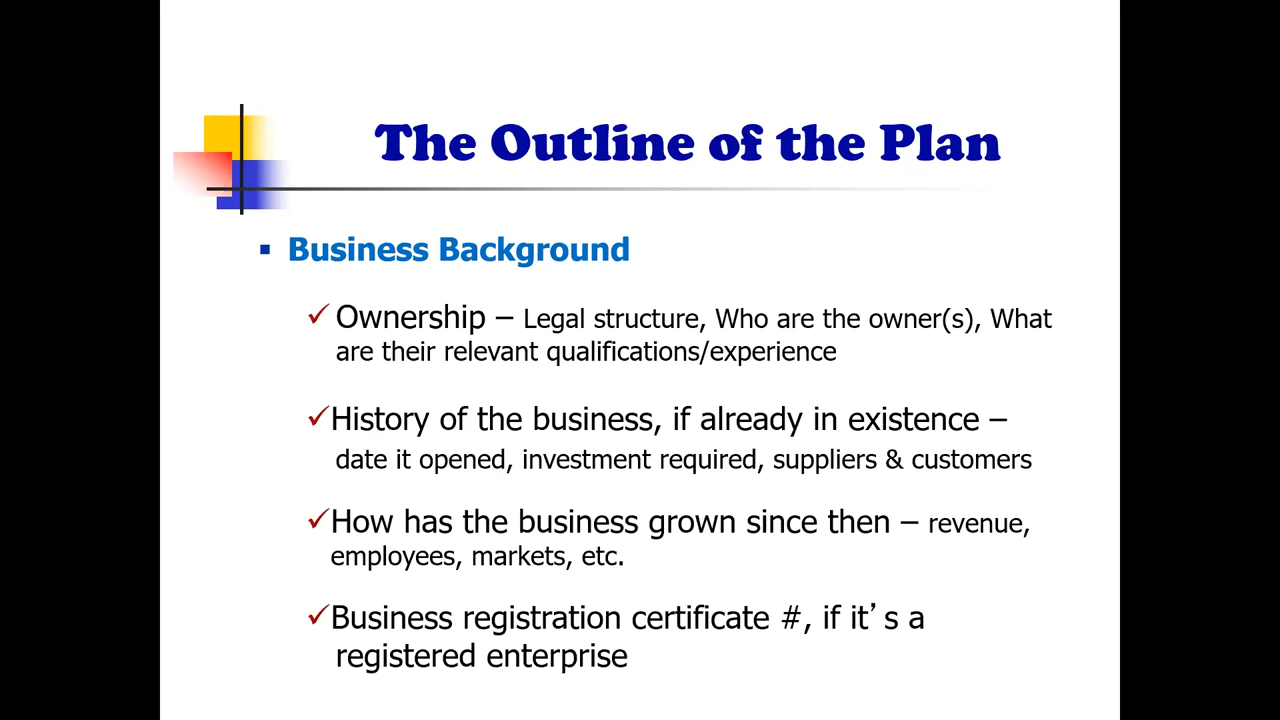 The Outline of the Plan
▪ Business Background
✓ Ownership – Legal structure, Who are the owner(s), What
are their relevant qualifications/experience
✓History of the business, if already in existence –
date it opened, investment required, suppliers & customers
✓How has the business grown since then – revenue,
employees, markets, etc.
✓Business registration certificate #, if it’s a
registered enterprise